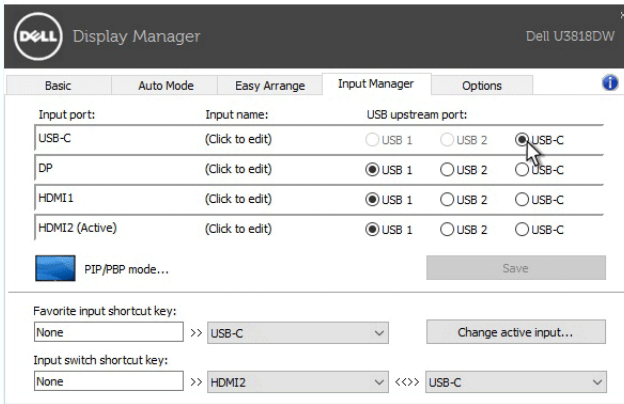 DELL Display Manager Dell U3818DW
Basic Auto Mode Easy Arrange Input Manager Options
Input port: Input name: USB upstream port:
USB-C (Click to edit) USB 1 USB 2 USB-C
DP (Click to edit) USB 1 USB 2 USB-C
HDMI1 (Click to edit) USB 1 USB 2 USB-C
HDMI2 (Active) (Click to edit) USB 1 USB 2 USB-C
PIP/PBP mode... Save
Favorite input shortcut key:
None >> USB-C Change active input...
Input switch shortcut key:
None >> HDMI2 <<>> USB-C